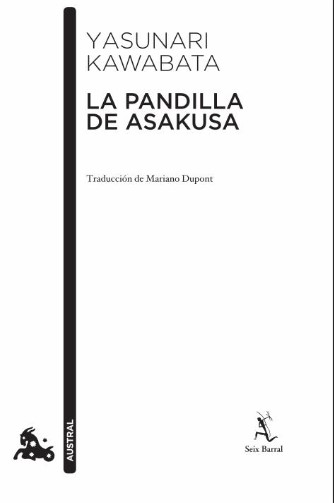 YASUNARI
KAWABATA
LA PANDILLA
DE ASAKUSA
Traducción de Mariano Dupont
AUSTRAL
Seix Barral